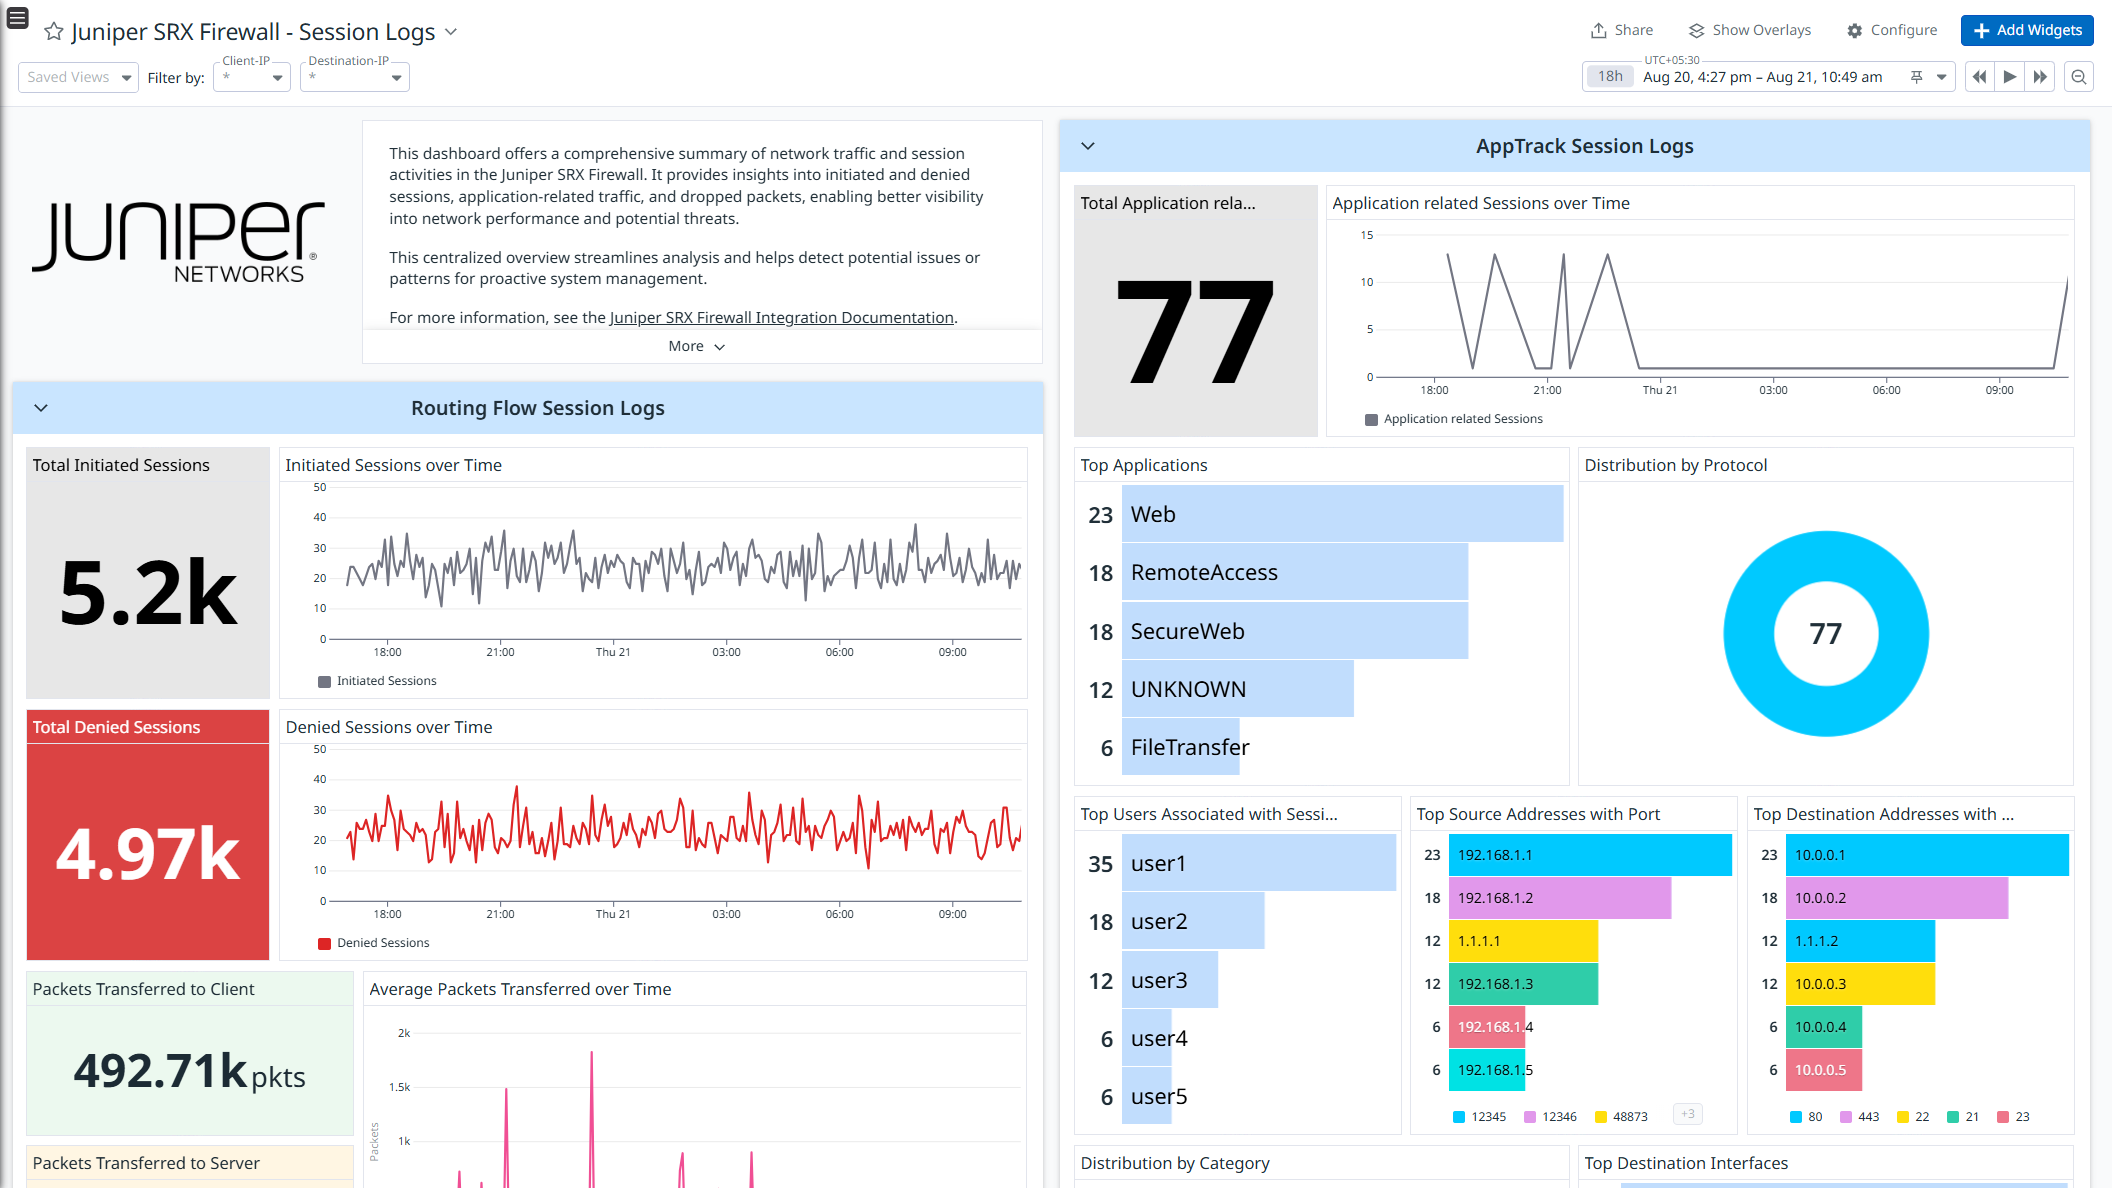 Juniper SRX Firewall - Session Logs
Share
Show Overlays
Configure
Add Widgets
Saved Views
Filter by:
Client-IP
*
Destination-IP
*
UTC+05:30
18h
Aug 20, 4:27 pm – Aug 21, 10:49 am
JUNIPER
NETWORKS
®
This dashboard offers a comprehensive summary of network traffic and session
activities in the Juniper SRX Firewall. It provides insights into initiated and denied
sessions, application-related traffic, and dropped packets, enabling better visibility
into network performance and potential threats.
This centralized overview streamlines analysis and helps detect potential issues or
patterns for proactive system management.
For more information, see the Juniper SRX Firewall Integration Documentation.
More
Routing Flow Session Logs
Total Initiated Sessions
5.2k
Initiated Sessions over Time
50
40
30
20
10
0
18:00
21:00
Thu 21
03:00
06:00
09:00
Initiated Sessions
Total Denied Sessions
4.97k
Denied Sessions over Time
50
40
30
20
10
0
18:00
21:00
Thu 21
03:00
06:00
09:00
Denied Sessions
Packets Transferred to Client
492.71k pkts
Packets Transferred to Server
Average Packets Transferred over Time
2k
1.5k
1k
Packets
AppTrack Session Logs
Total Application rela...
77
Application related Sessions over Time
15
10
5
0
18:00
21:00
Thu 21
03:00
06:00
09:00
Application related Sessions
Top Applications
23 Web
18 RemoteAccess
18 SecureWeb
12 UNKNOWN
6 FileTransfer
Distribution by Protocol
77
Top Users Associated with Sessi...
35 user1
18 user2
12 user3
6 user4
6 user5
Top Source Addresses with Port
23 192.168.1.1
18 192.168.1.2
12 1.1.1.1
12 192.168.1.3
6 192.168.1.4
6 192.168.1.5
12345
12346
48873
+3
Top Destination Addresses with ...
23 10.0.0.1
18 10.0.0.2
12 1.1.1.2
12 10.0.0.3
6 10.0.0.4
6 10.0.0.5
80
443
22
21
23
Distribution by Category
Top Destination Interfaces